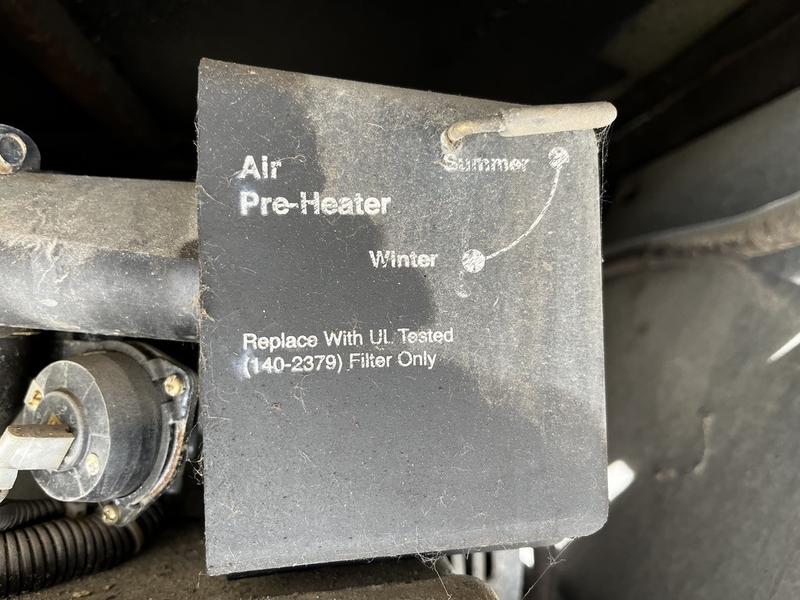 Air
Pre-Heater
Summer
Winter
Replace With UL Tested
(140-2379) Filter Only